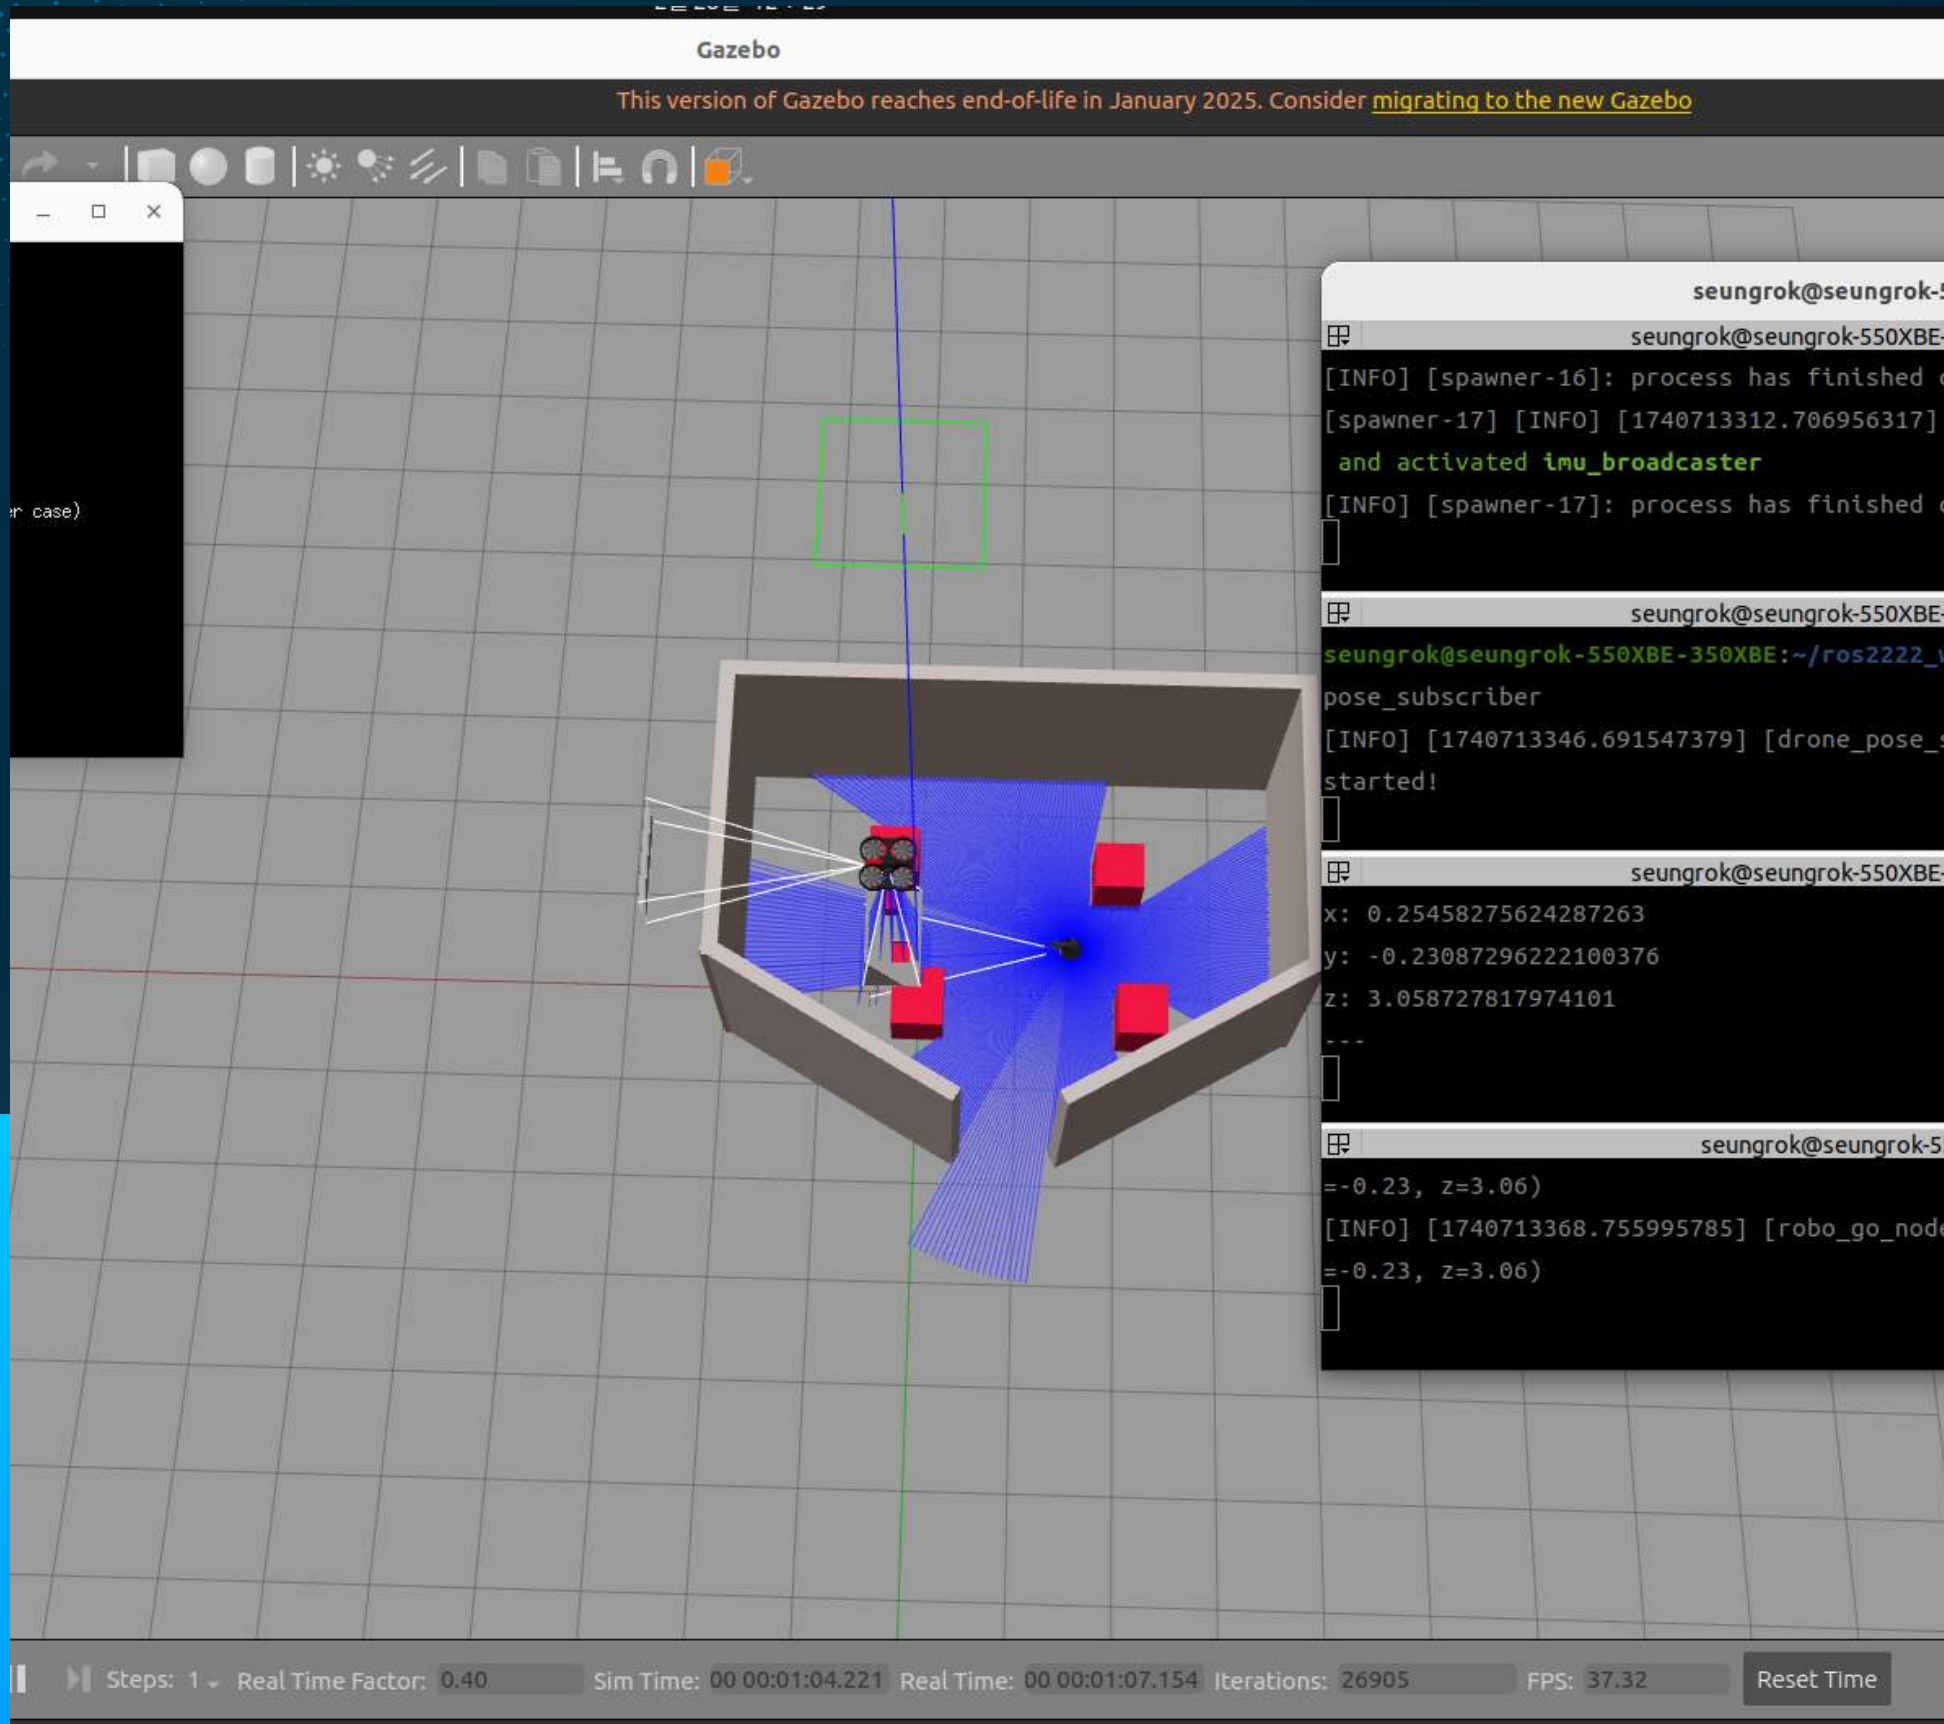 Gazebo
This version of Gazebo reaches end-of-life in January 2025. Consider migrating to the new Gazebo
er case)
seungrok@seungrok-5
seungrok@seungrok-550XBE-
[INFO] [spawner-16]: process has finished
[spawner-17] [INFO] [1740713312.706956317]
and activated imu_broadcaster
[INFO] [spawner-17]: process has finished
seungrok@seungrok-550XBE-
seungrok@seungrok-550XBE-350XBE:~/ros2222_w
pose_subscriber
[INFO] [1740713346.691547379] [drone_pose_s
started!
seungrok@seungrok-550XBE-
x: 0.25458275624287263
y: -0.23087296222100376
z: 3.058727817974101
---
seungrok@seungrok-5
=-0.23, z=3.06)
[INFO] [1740713368.755995785] [robo_go_node
=-0.23, z=3.06)
Steps: 1 Real Time Factor: 0.40 Sim Time: 00 00:01:04.221 Real Time: 00 00:01:07.154 Iterations: 26905 FPS: 37.32 Reset Time